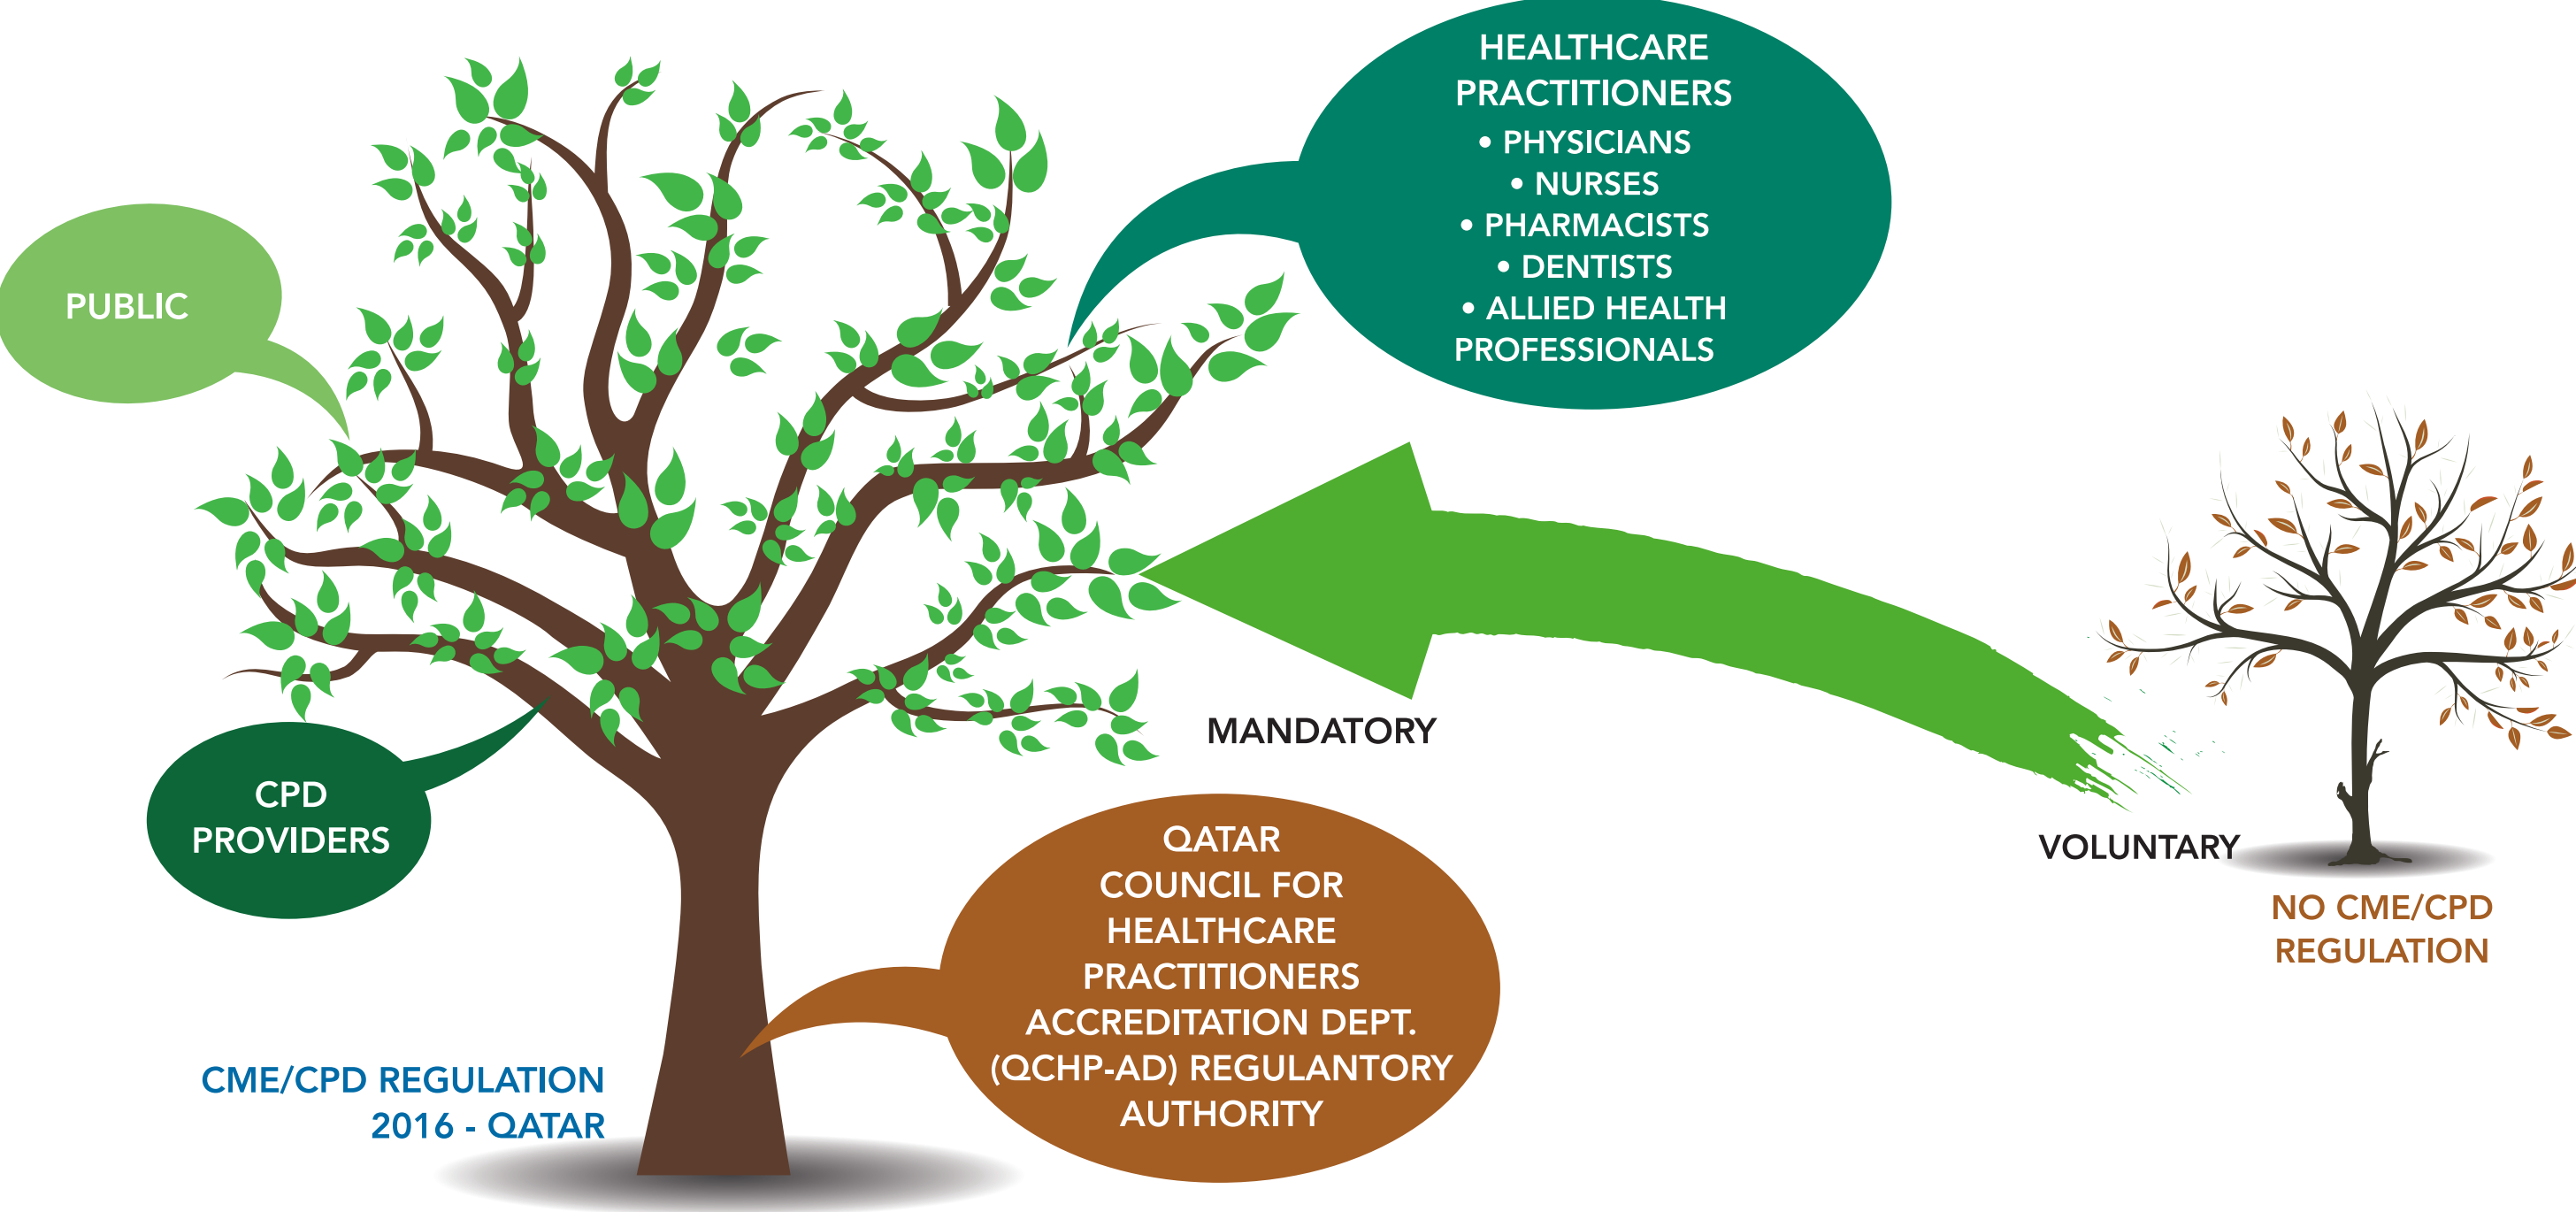 HEALTHCARE
PRACTITIONERS
• PHYSICIANS
• NURSES
• PHARMACISTS
• DENTISTS
• ALLIED HEALTH
PROFESSIONALS
PUBLIC
MANDATORY
CPD
PROVIDERS
QATAR
COUNCIL FOR
HEALTHCARE
PRACTITIONERS
ACCREDITATION DEPT.
(QCHP-AD) REGULANTORY
AUTHORITY
VOLUNTARY
NO CME/CPD
REGULATION
CME/CPD REGULATION
2016 - QATAR